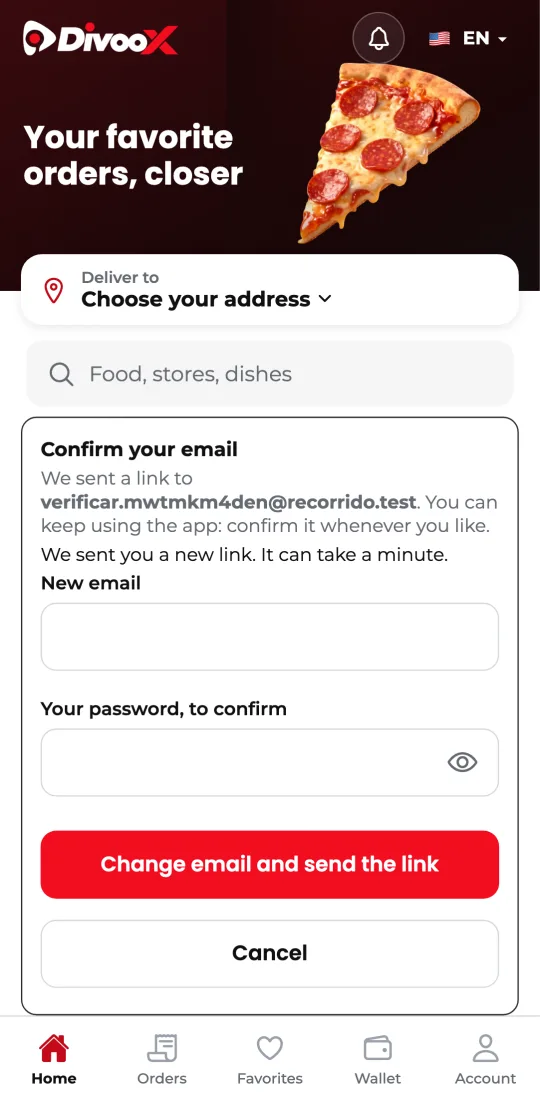 DivooX
EN
Your favorite
orders, closer
Deliver to
Choose your address
Food, stores, dishes
Confirm your email
We sent a link to
verificar.mwtmkm4den@recorrido.test. You can
keep using the app: confirm it whenever you like.
We sent you a new link. It can take a minute.
New email
Your password, to confirm
Change email and send the link
Cancel
Home
Orders
Favorites
Wallet
Account